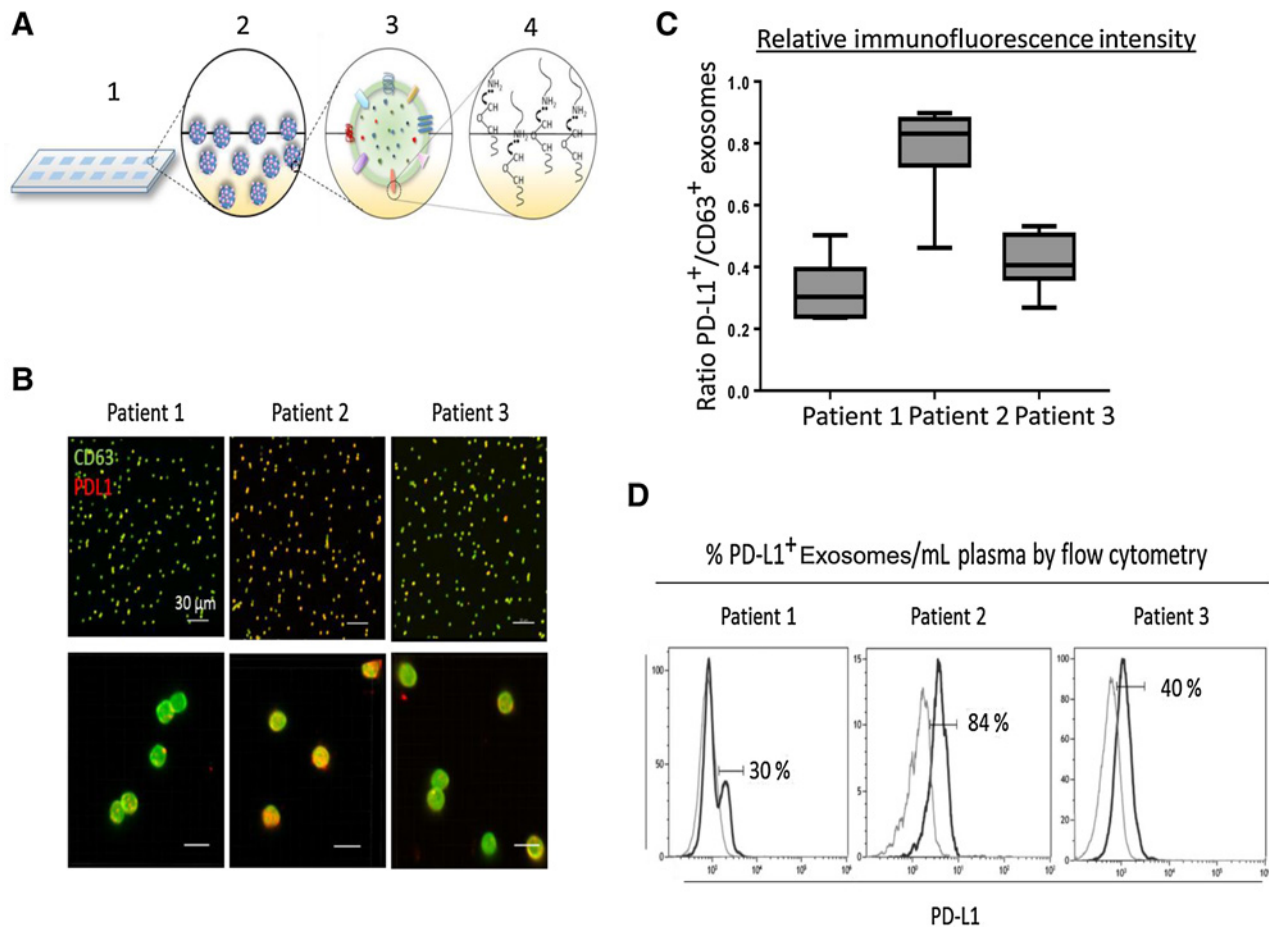 A
1
2
3
4
NH2
CH
O
NH2
CH
O
NH2
CH
O
NH2
CH
O
B
Patient 1
Patient 2
Patient 3
CD63
PDL1
30 µm
C
Relative immunofluorescence intensity
Ratio PD-L1+/CD63+ exosomes
1.0
0.8
0.6
0.4
0.2
0.0
Patient 1 Patient 2 Patient 3
D
% PD-L1+ Exosomes/mL plasma by flow cytometry
Patient 1
Patient 2
Patient 3
100
50
0
30 %
15
10
5
0
84 %
100
80
60
40
20
0
40 %
PD-L1